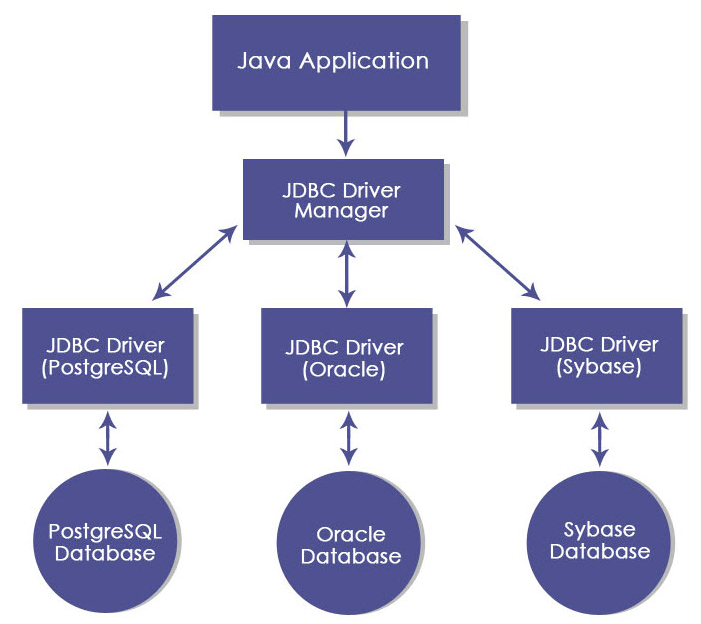 Java Application
JDBC Driver
Manager
JDBC Driver
(PostgreSQL)
JDBC Driver
(Oracle)
JDBC Driver
(Sybase)
PostgreSQL
Database
Oracle
Database
Sybase
Database